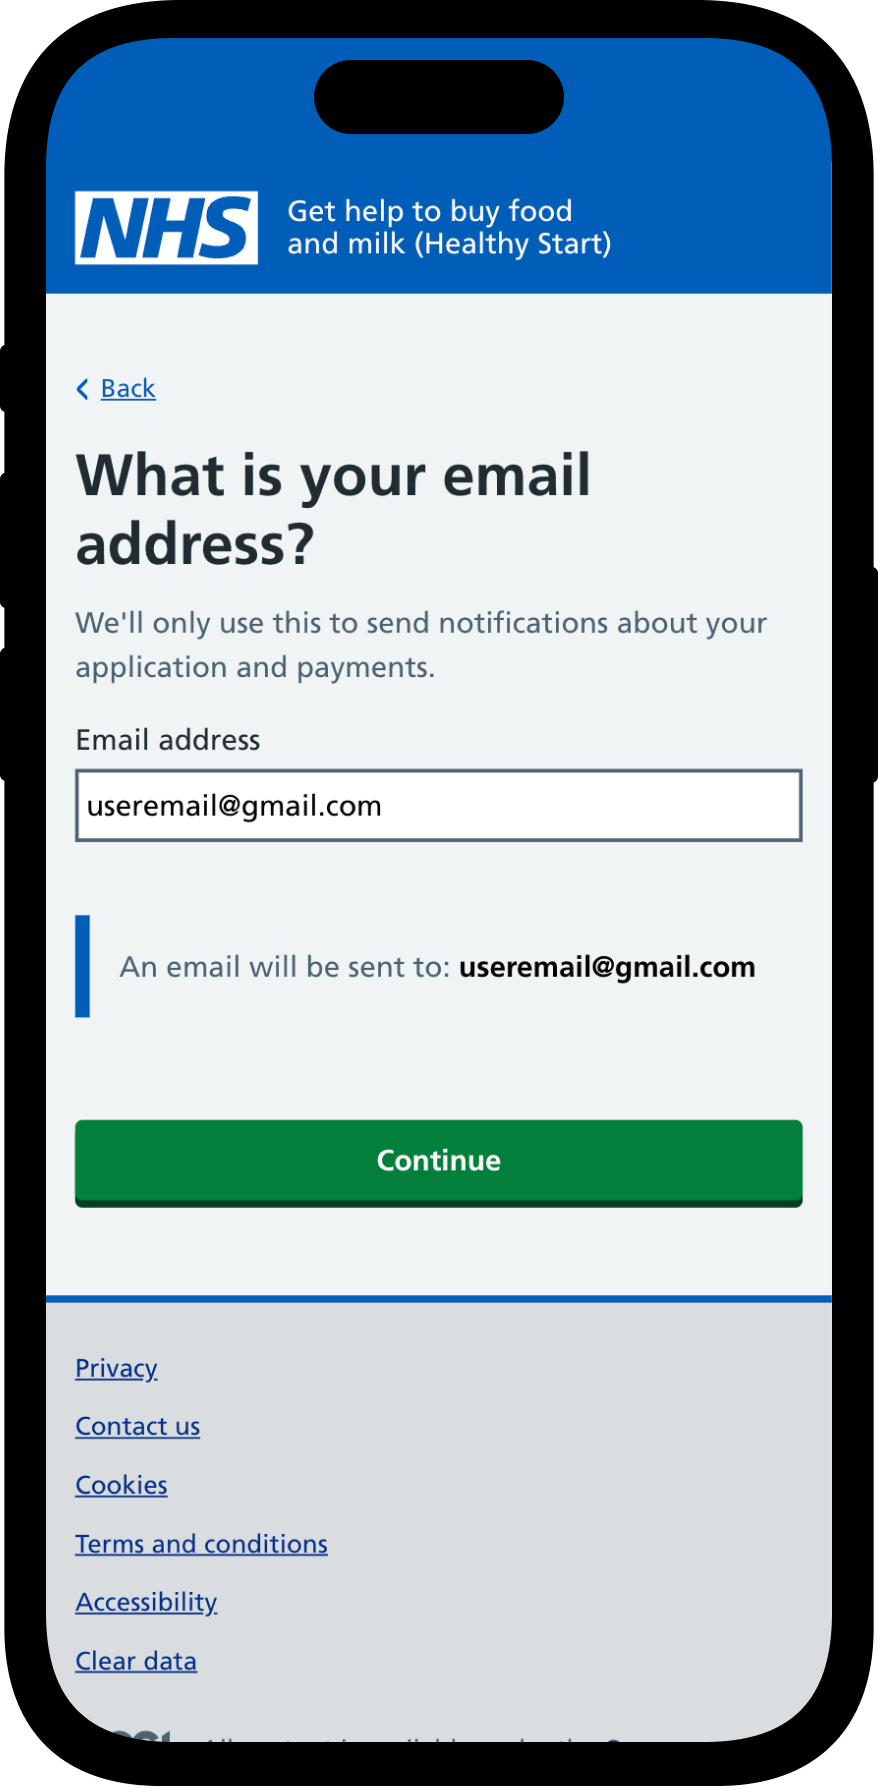 NHS
Get help to buy food
and milk (Healthy Start)
Back
What is your email
address?
We'll only use this to send notifications about your
application and payments.
Email address
useremail@gmail.com
An email will be sent to: useremail@gmail.com
Continue
Privacy
Contact us
Cookies
Terms and conditions
Accessibility
Clear data